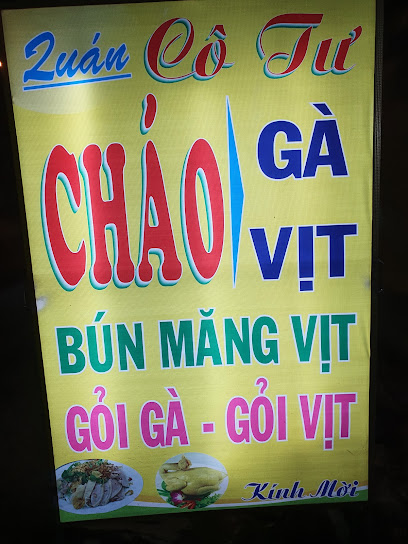 Quán Cô Tư
CHÁO GÀ
VỊT
BÚN MĂNG VỊT
GỎI GÀ - GỎI VỊT
Kính Mời